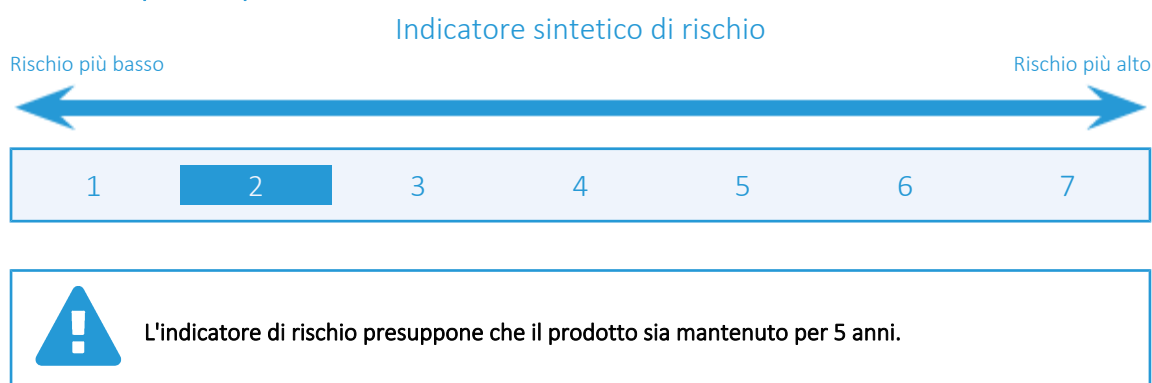 Indicatore sintetico di rischio
Rischio più basso Rischio più alto
1 2 3 4 5 6 7
L'indicatore di rischio presuppone che il prodotto sia mantenuto per 5 anni.